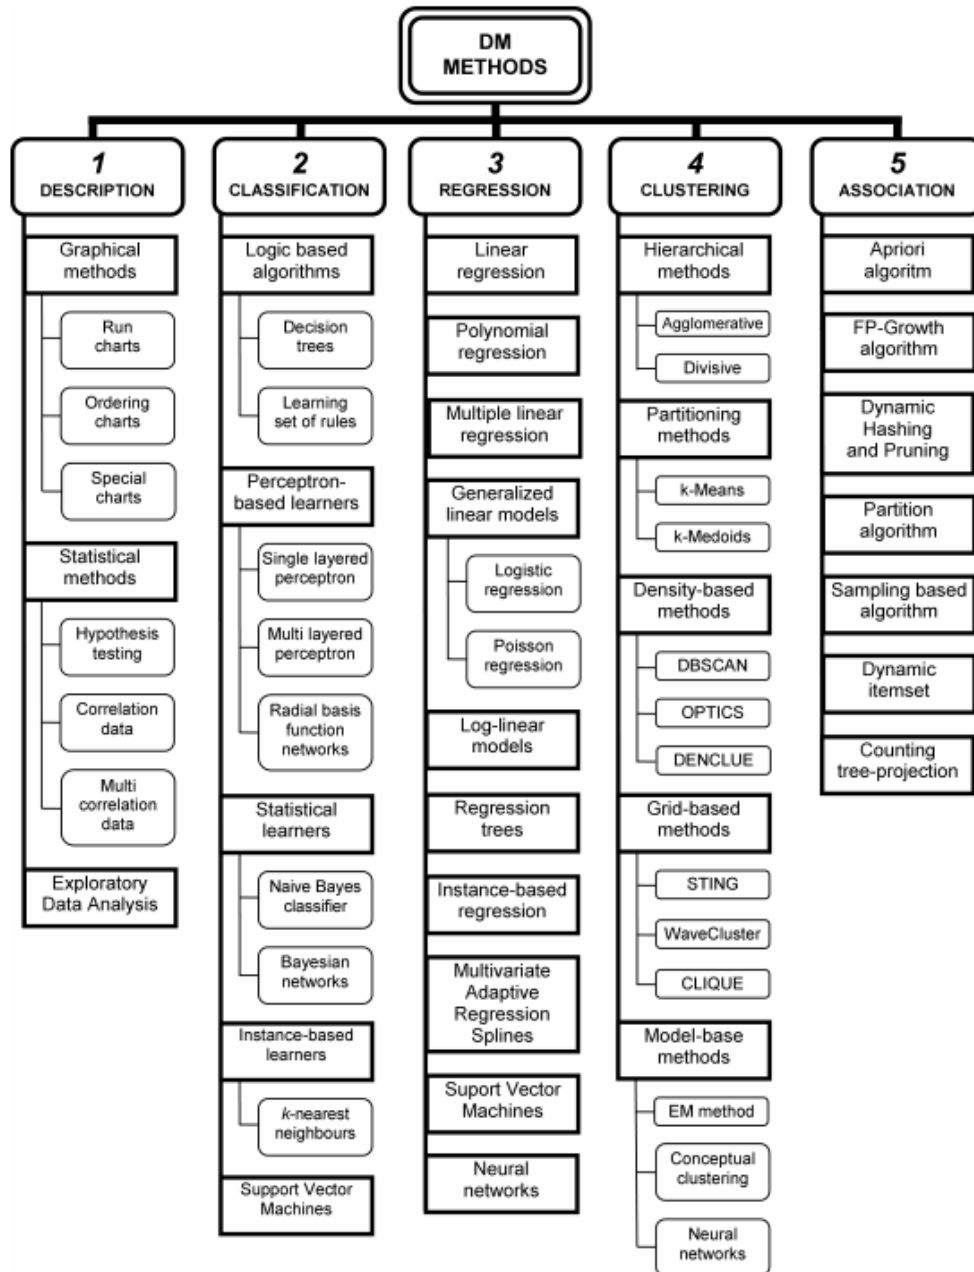 DM
METHODS
1
DESCRIPTION
Graphical
methods
Run
charts
Ordering
charts
Special
charts
Statistical
methods
Hypothesis
testing
Correlation
data
Multi
correlation
data
Exploratory
Data Analysis
2
CLASSIFICATION
Logic based
algorithms
Decision
trees
Learning
set of rules
Perceptron-
based learners
Single layered
perceptron
Multi layered
perceptron
Radial basis
function
networks
Statistical
learners
Naive Bayes
classifier
Bayesian
networks
Instance-based
learners
k-nearest
neighbours
Support Vector
Machines
3
REGRESSION
Linear
regression
Polynomial
regression
Multiple linear
regression
Generalized
linear models
Logistic
regression
Poisson
regression
Log-linear
models
Regression
trees
Instance-based
regression
Multivariate
Adaptive
Regression
Splines
Suport Vector
Machines
Neural
networks
4
CLUSTERING
Hierarchical
methods
Agglomerative
Divisive
Partitioning
methods
k-Means
k-Medoids
Density-based
methods
DBSCAN
OPTICS
DENCLUE
Grid-based
methods
STING
WaveCluster
CLIQUE
Model-base
methods
EM method
Conceptual
clustering
Neural
networks
5
ASSOCIATION
Apriori
algoritm
FP-Growth
algorithm
Dynamic
Hashing
and Pruning
Partition
algorithm
Sampling based
algorithm
Dynamic
itemset
Counting
tree-projection